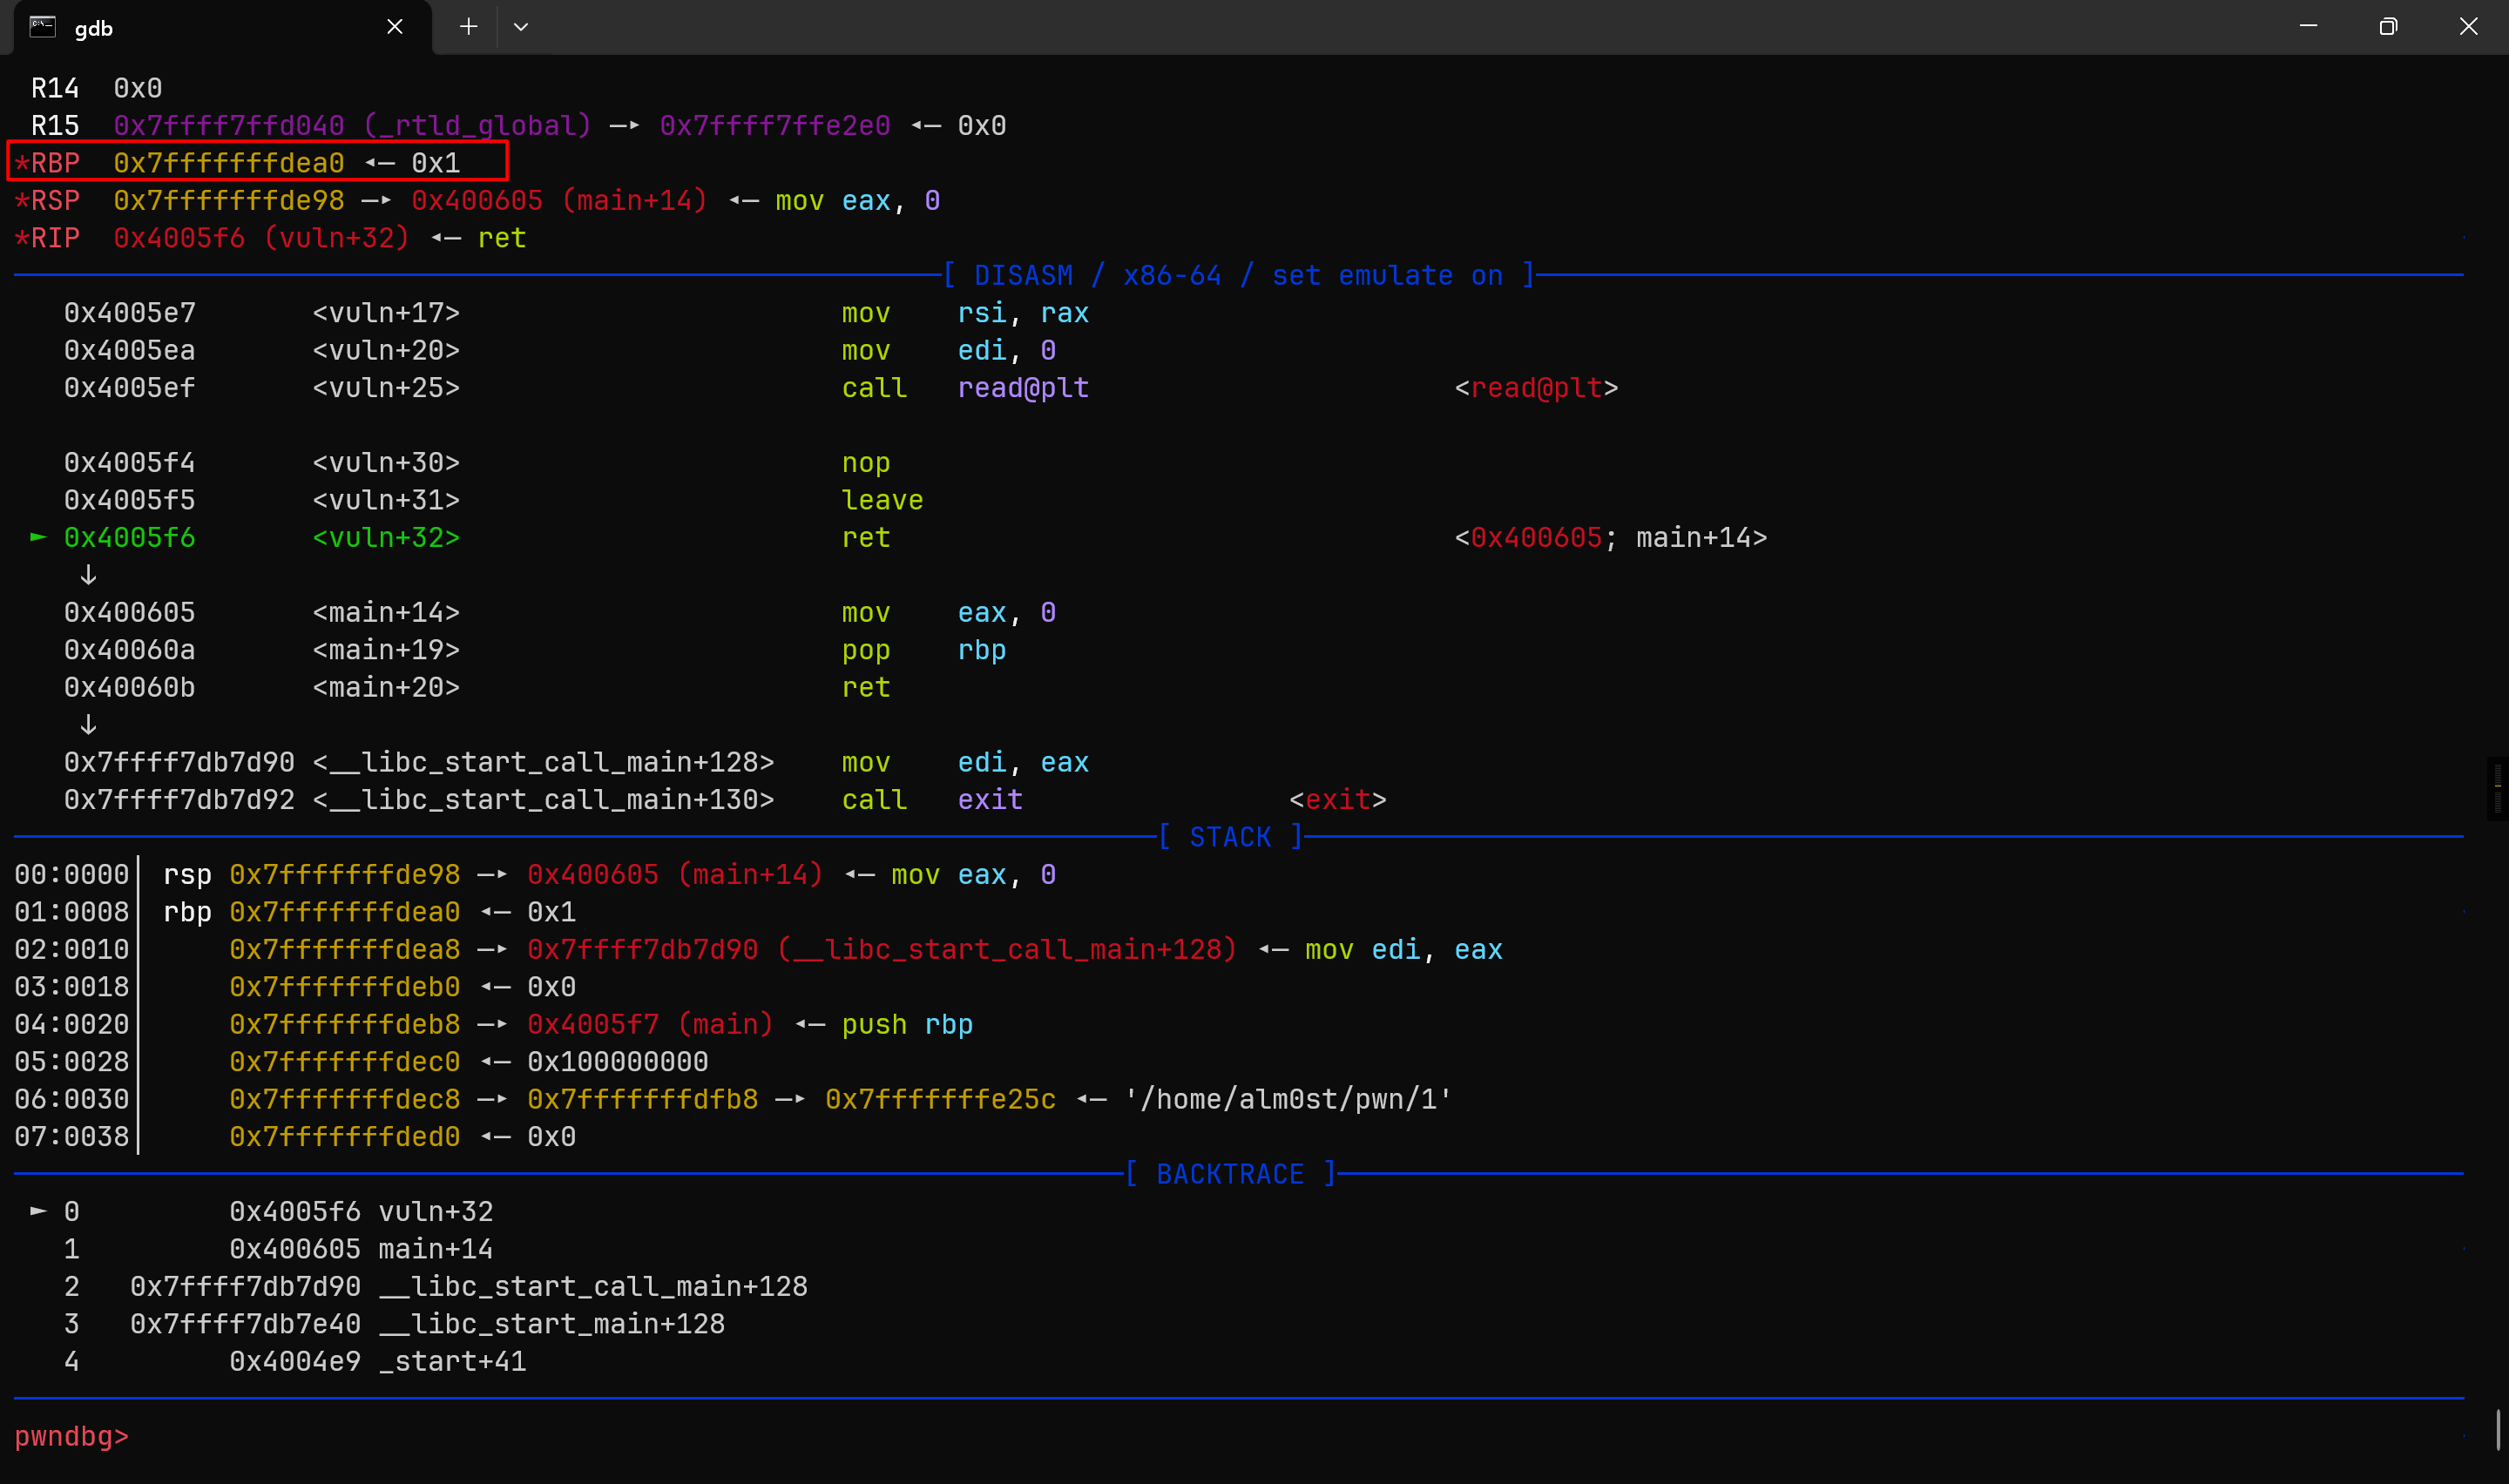 gdb
R14  0x0
R15  0x7ffff7ffd040 (_rtld_global) —▸ 0x7ffff7ffe2e0 ◂— 0x0
*RBP  0x7fffffffdea0 ◂— 0x1
*RSP  0x7fffffffde98 —▸ 0x400605 (main+14) ◂— mov eax, 0
*RIP  0x4005f6 (vuln+32) ◂— ret
[ DISASM / x86-64 / set emulate on ]
0x4005e7       <vuln+17>                       mov    rsi, rax
0x4005ea       <vuln+20>                       mov    edi, 0
0x4005ef       <vuln+25>                       call   read@plt                      <read@plt>
0x4005f4       <vuln+30>                       nop
0x4005f5       <vuln+31>                       leave
► 0x4005f6       <vuln+32>                       ret                                  <0x400605; main+14>
↓
0x400605       <main+14>                       mov    eax, 0
0x40060a       <main+19>                       pop    rbp
0x40060b       <main+20>                       ret
↓
0x7ffff7db7d90 <__libc_start_call_main+128>    mov    edi, eax
0x7ffff7db7d92 <__libc_start_call_main+130>    call   exit                <exit>
[ STACK ]
00:0000│ rsp 0x7fffffffde98 —▸ 0x400605 (main+14) ◂— mov eax, 0
01:0008│ rbp 0x7fffffffdea0 ◂— 0x1
02:0010│     0x7fffffffdea8 —▸ 0x7ffff7db7d90 (__libc_start_call_main+128) ◂— mov edi, eax
03:0018│     0x7fffffffdeb0 ◂— 0x0
04:0020│     0x7fffffffdeb8 —▸ 0x4005f7 (main) ◂— push rbp
05:0028│     0x7fffffffdec0 ◂— 0x100000000
06:0030│     0x7fffffffdec8 —▸ 0x7fffffffdfb8 —▸ 0x7fffffffe25c ◂— '/home/alm0st/pwn/1'
07:0038│     0x7fffffffded0 ◂— 0x0
[ BACKTRACE ]
► 0         0x4005f6 vuln+32
1         0x400605 main+14
2   0x7ffff7db7d90 __libc_start_call_main+128
3   0x7ffff7db7e40 __libc_start_main+128
4         0x4004e9 _start+41
pwndbg>